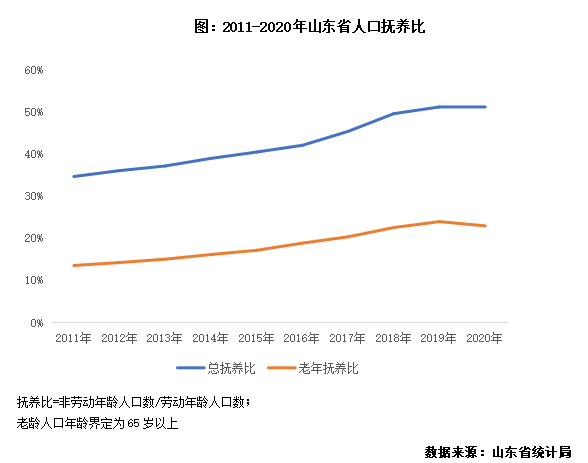 图：2011-2020年山东省人口抚养比
60%
50%
40%
30%
20%
10%
0%
2011年 2012年 2013年 2014年 2015年 2016年 2017年 2018年 2019年 2020年
总抚养比 老年抚养比
抚养比=非劳动年龄人口数/劳动年龄人口数；
老龄人口年龄界定为65岁以上
数据来源：山东省统计局